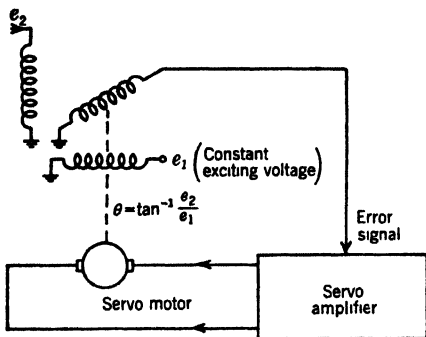 e₂
e₁ (Constant
exciting voltage)
θ=tan⁻¹ e₂/e₁
Error
signal
Servo motor
Servo
amplifier